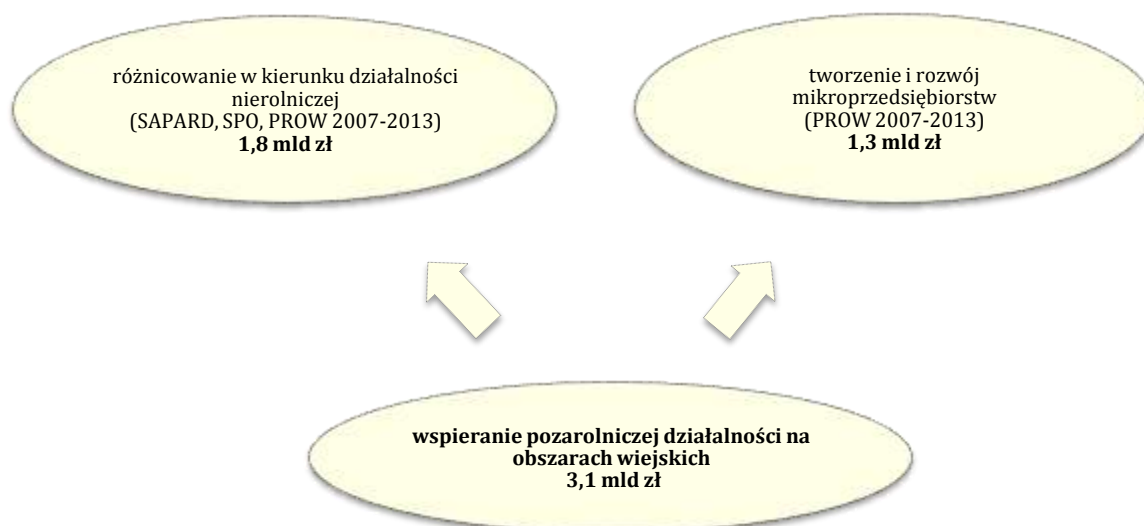 różnicowanie w kierunku działalności
nierolniczej
(SAPARD, SPO, PROW 2007-2013)
1,8 mld zł
tworzenie i rozwój
mikroprzedsiębiorstw
(PROW 2007-2013)
1,3 mld zł
wspieranie pozarolniczej działalności na
obszarach wiejskich
3,1 mld zł